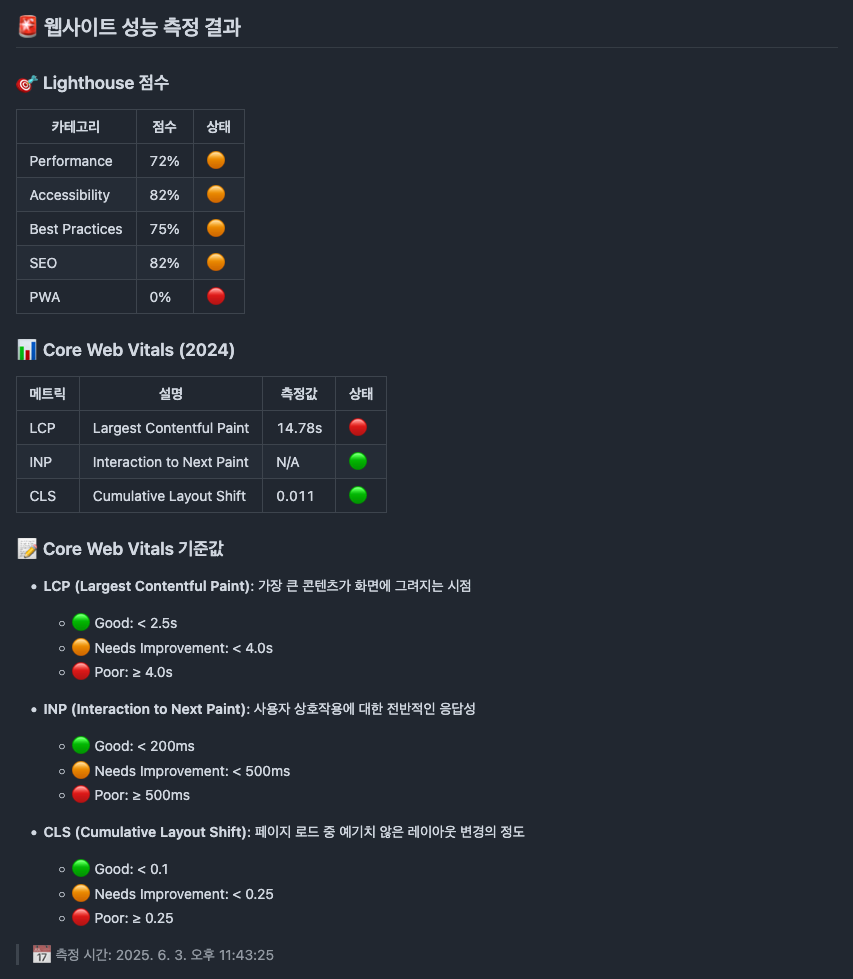 🚨 웹사이트 성능 측정 결과
🎯 Lighthouse 점수
카테고리 점수 상태
Performance 72% 🟠
Accessibility 82% 🟠
Best Practices 75% 🟠
SEO 82% 🟠
PWA 0% 🔴
📊 Core Web Vitals (2024)
메트릭 설명 측정값 상태
LCP Largest Contentful Paint 14.78s 🔴
INP Interaction to Next Paint N/A 🟢
CLS Cumulative Layout Shift 0.011 🟢
📝 Core Web Vitals 기준값
• LCP (Largest Contentful Paint): 가장 큰 콘텐츠가 화면에 그려지는 시점
◦ 🟢 Good: < 2.5s
◦ 🟠 Needs Improvement: < 4.0s
◦ 🔴 Poor: ≥ 4.0s
• INP (Interaction to Next Paint): 사용자 상호작용에 대한 전반적인 응답성
◦ 🟢 Good: < 200ms
◦ 🟠 Needs Improvement: < 500ms
◦ 🔴 Poor: ≥ 500ms
• CLS (Cumulative Layout Shift): 페이지 로드 중 예기치 않은 레이아웃 변경의 정도
◦ 🟢 Good: < 0.1
◦ 🟠 Needs Improvement: < 0.25
◦ 🔴 Poor: ≥ 0.25
📅 측정 시간: 2025. 6. 3. 오후 11:43:25